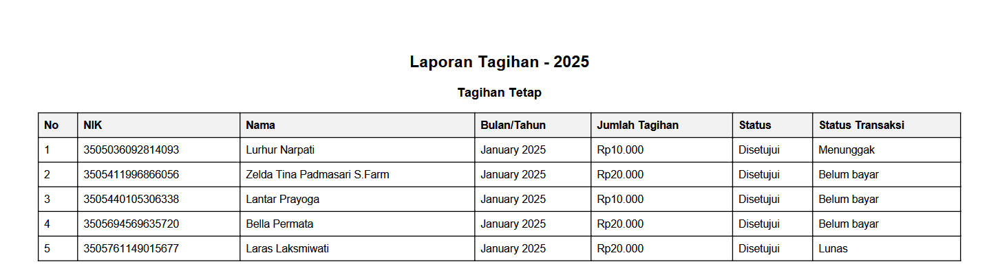 Laporan Tagihan - 2025
Tagihan Tetap
No NIK Nama Bulan/Tahun Jumlah Tagihan Status Status Transaksi
1 3505036092814093 Lurhur Narpati January 2025 Rp10.000 Disetujui Menunggak
2 3505411996866056 Zelda Tina Padmasari S.Farm January 2025 Rp20.000 Disetujui Belum bayar
3 3505440105306338 Lantar Prayoga January 2025 Rp10.000 Disetujui Belum bayar
4 3505694569635720 Bella Permata January 2025 Rp20.000 Disetujui Belum bayar
5 3505761149015677 Laras Laksmiwati January 2025 Rp20.000 Disetujui Lunas